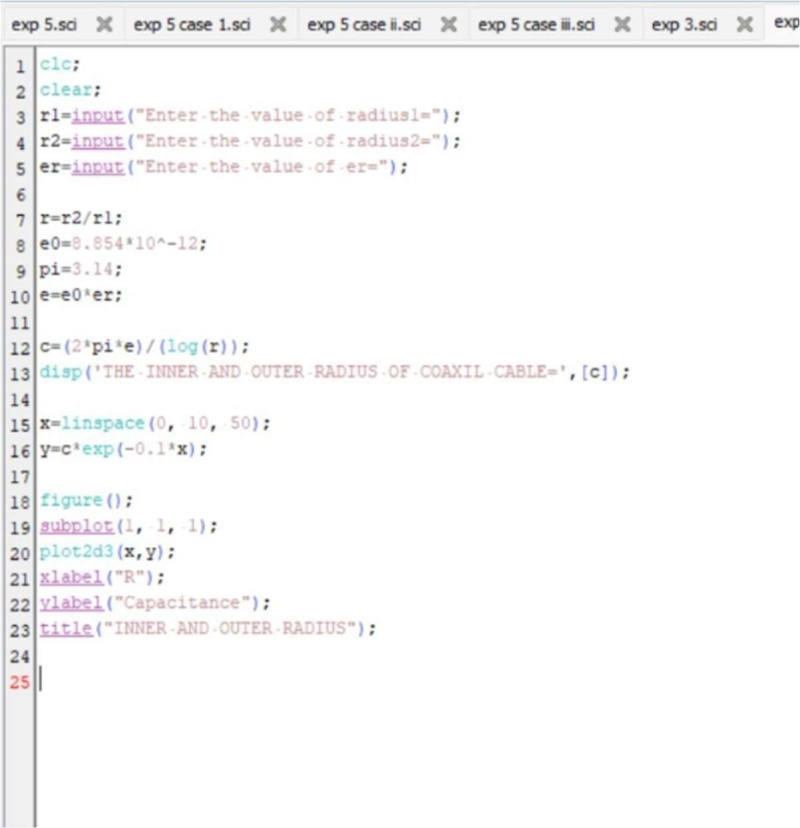 exp 5.sci exp 5 case 1.sci exp 5 case ii.sci exp 5 case iii.sci exp 3.sci exp
1 clc;
2 clear;
3 r1=input("Enter the value of radius1=");
4 r2=input("Enter the value of radius2=");
5 er=input("Enter the value of er=");
6
7 r=r2/r1;
8 e0=8.854*10^-12;
9 pi=3.14;
10 e=e0*er;
11
12 c=(2*pi*e)/(log(r));
13 disp('THE INNER AND OUTER RADIUS OF COAXIL CABLE=',[c]);
14
15 x=linspace(0, 10, 50);
16 y=c*exp(-0.1*x);
17
18 figure();
19 subplot(1, 1, 1);
20 plot2d3(x,y);
21 xlabel("R");
22 ylabel("Capacitance");
23 title("INNER AND OUTER RADIUS");
24
25